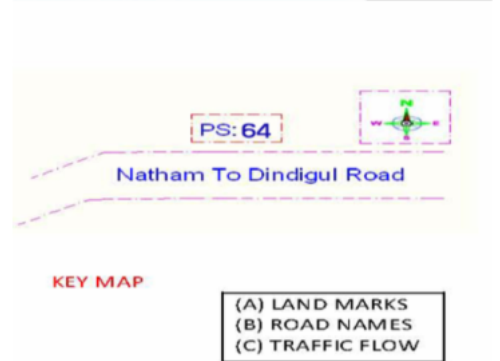 N
W E
S
PS: 64
Natham To Dindigul Road
KEY MAP
(A) LAND MARKS
(B) ROAD NAMES
(C) TRAFFIC FLOW